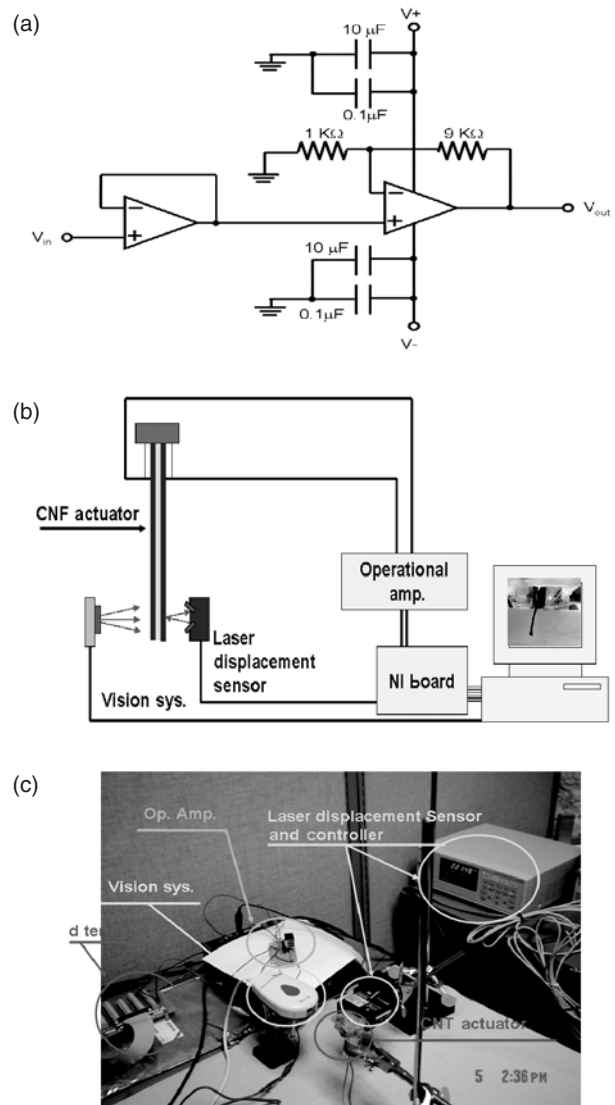 (a)
V+
10 µF
0.1µF
1 KΩ
9 KΩ
−
+
−
+
Vin
Vout
10 µF
0.1µF
V-
(b)
CNF actuator
Operational
amp.
Laser
displacement
sensor
NI board
Vision sys.
(c)
Op. Amp.
Laser displacement Sensor
and controller
Vision sys.
d te
CNT actuator
5 2:36 PM